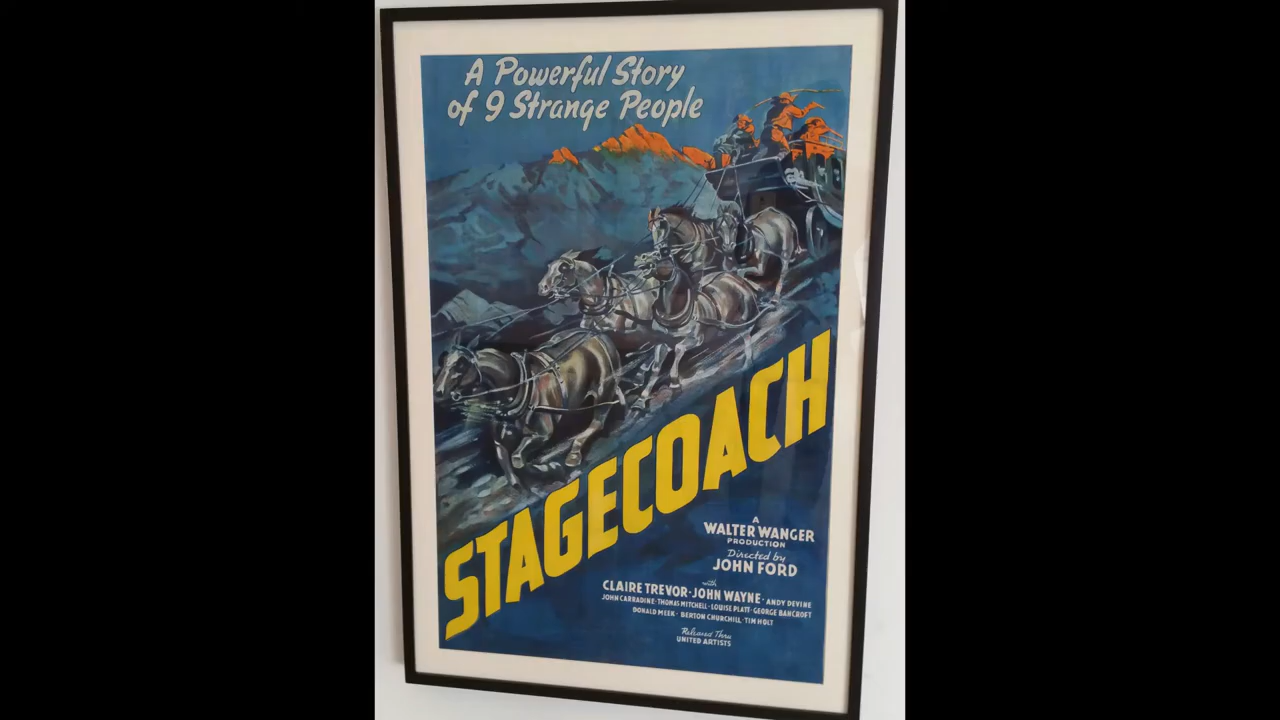 A Powerful Story
of 9 Strange People
STAGECOACH
A
WALTER WANGER
PRODUCTION
Directed by
JOHN FORD
with
CLAIRE TREVOR · JOHN WAYNE · ANDY DEVINE
JOHN CARRADINE · THOMAS MITCHELL · LOUISE PLATT · GEORGE BANCROFT
DONALD MEEK · BERTON CHURCHILL · TIM HOLT
Released Thru
UNITED ARTISTS